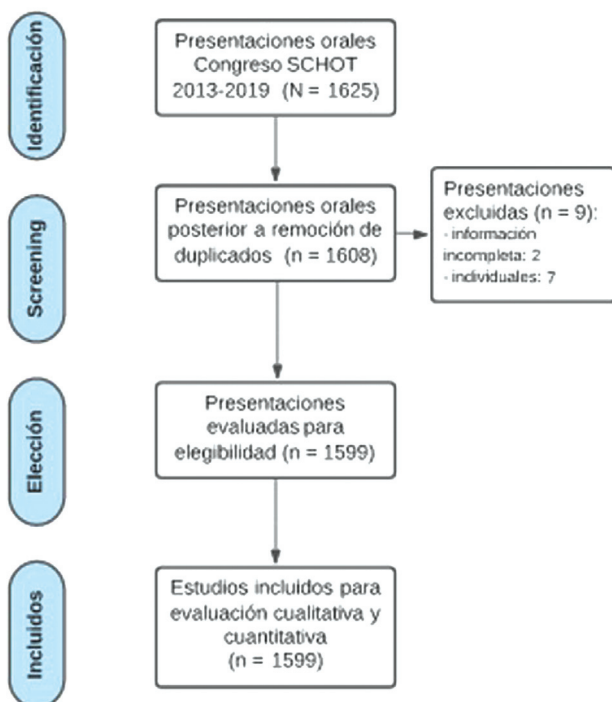 Identificación
Presentaciones orales
Congreso SCHOT
2013-2019 (N = 1625)
Screening
Presentaciones orales
posterior a remoción de
duplicados (n = 1608)
Presentaciones
excluidas (n = 9):
- información
incompleta: 2
- individuales: 7
Elección
Presentaciones
evaluadas para
elegibilidad (n = 1599)
Incluidos
Estudios incluidos para
evaluación cualitativa y
cuantitativa
(n = 1599)